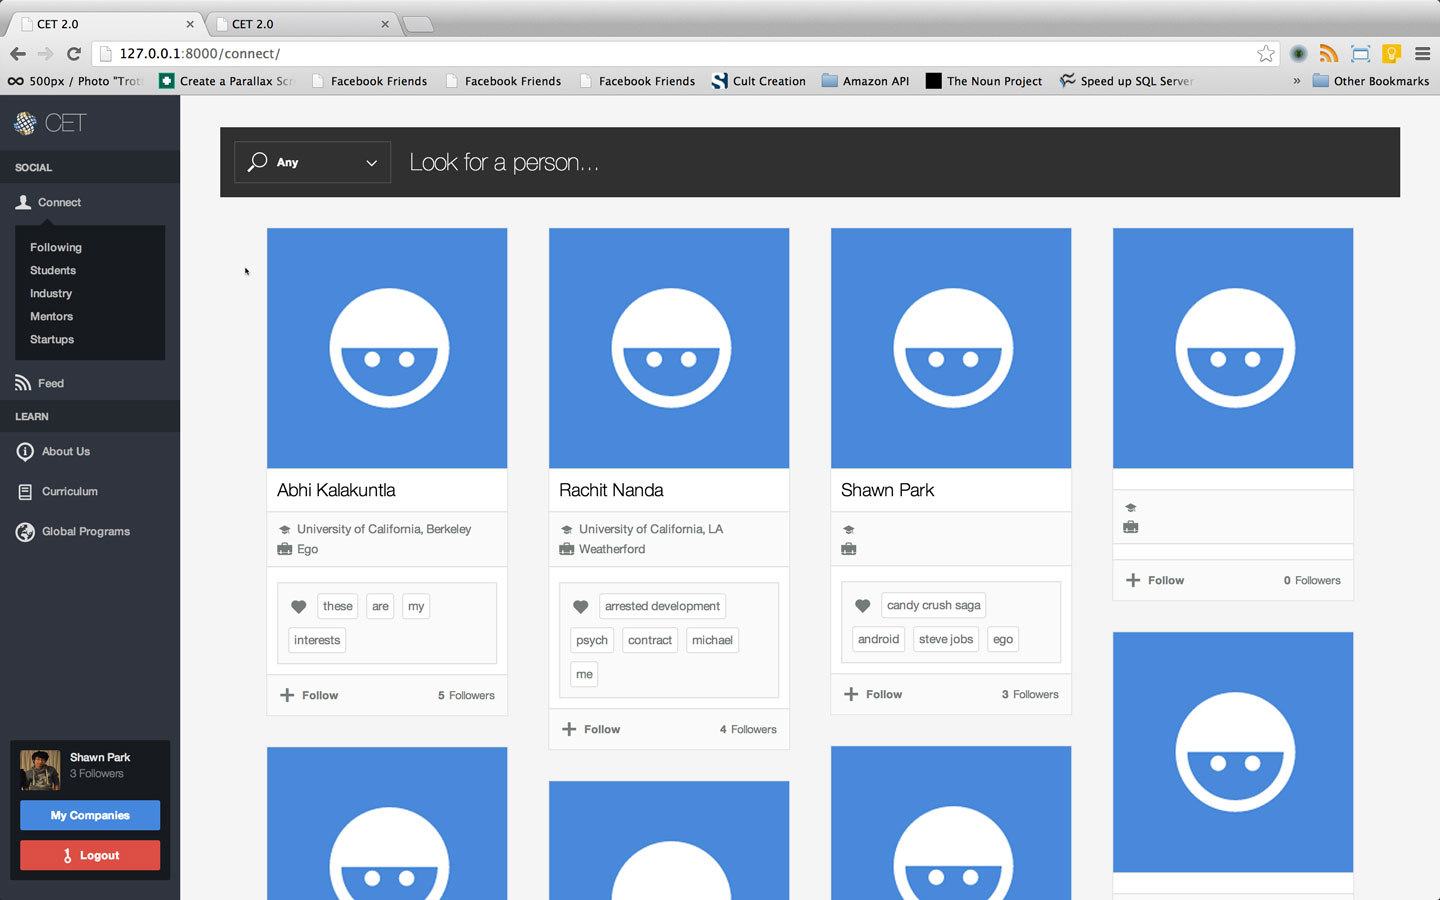 CET 2.0
CET 2.0
127.0.0.1:8000/connect/
500px / Photo "Trot
Create a Parallax Scr
Facebook Friends
Facebook Friends
Facebook Friends
Cult Creation
Amazon API
The Noun Project
Speed up SQL Server
»
Other Bookmarks
CET
SOCIAL
Connect
Following
Students
Industry
Mentors
Startups
Feed
LEARN
About Us
Curriculum
Global Programs
Shawn Park
3 Followers
My Companies
Logout
Any
Look for a person...
Abhi Kalakuntla
University of California, Berkeley
Ego
these are my
interests
Follow 5 Followers
Rachit Nanda
University of California, LA
Weatherford
arrested development
psych contract michael
me
Follow 4 Followers
Shawn Park
candy crush saga
android steve jobs ego
Follow 3 Followers
Follow 0 Followers